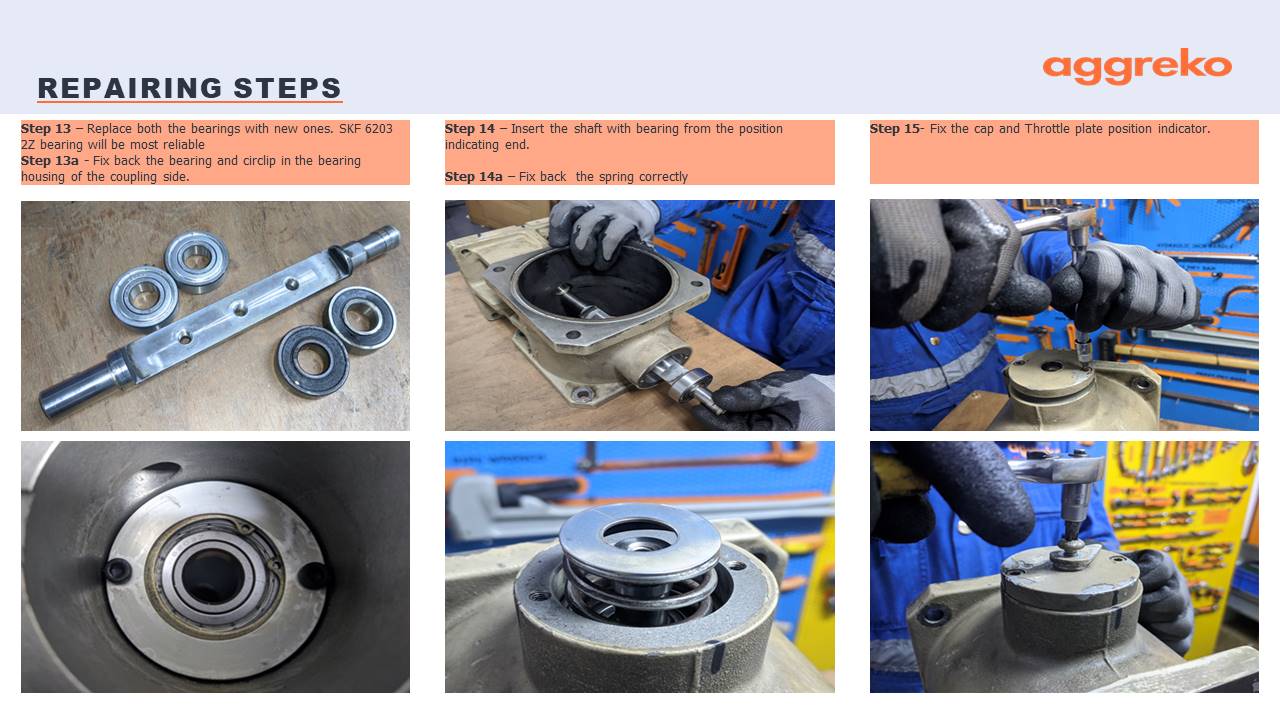 REPAIRING STEPS
aggreko
Step 13 – Replace both the bearings with new ones. SKF 6203
2Z bearing will be most reliable
Step 13a - Fix back the bearing and circlip in the bearing
housing of the coupling side.
Step 14 – Insert the shaft with bearing from the position
indicating end.
Step 14a – Fix back the spring correctly
Step 15- Fix the cap and Throttle plate position indicator.